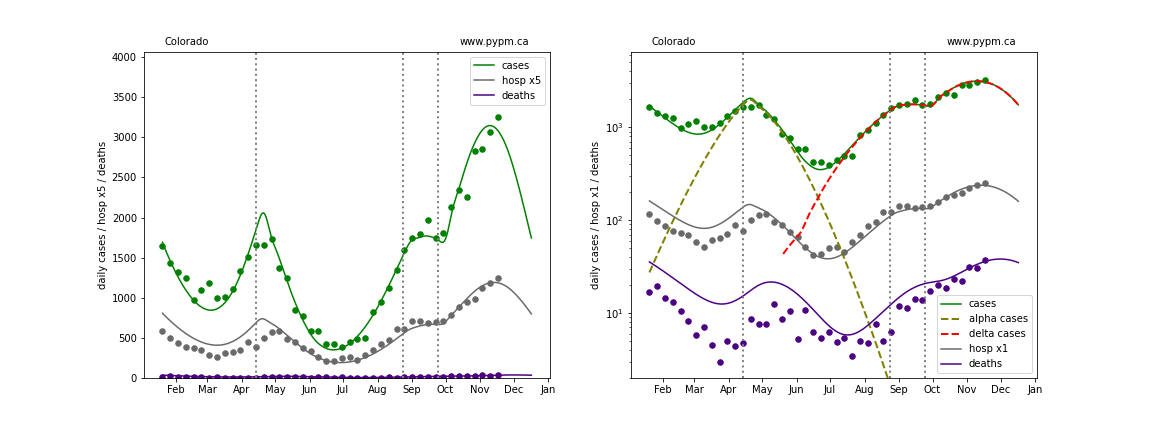 Colorado
www.pypm.ca
daily cases / hosp x5 / deaths
4000
3500
3000
2500
2000
1500
1000
500
0
cases
hosp x5
deaths
Feb Mar Apr May Jun Jul Aug Sep Oct Nov Dec Jan
Colorado
www.pypm.ca
daily cases / hosp x1 / deaths
10³
10²
10¹
cases
alpha cases
delta cases
hosp x1
deaths
Feb Mar Apr May Jun Jul Aug Sep Oct Nov Dec Jan